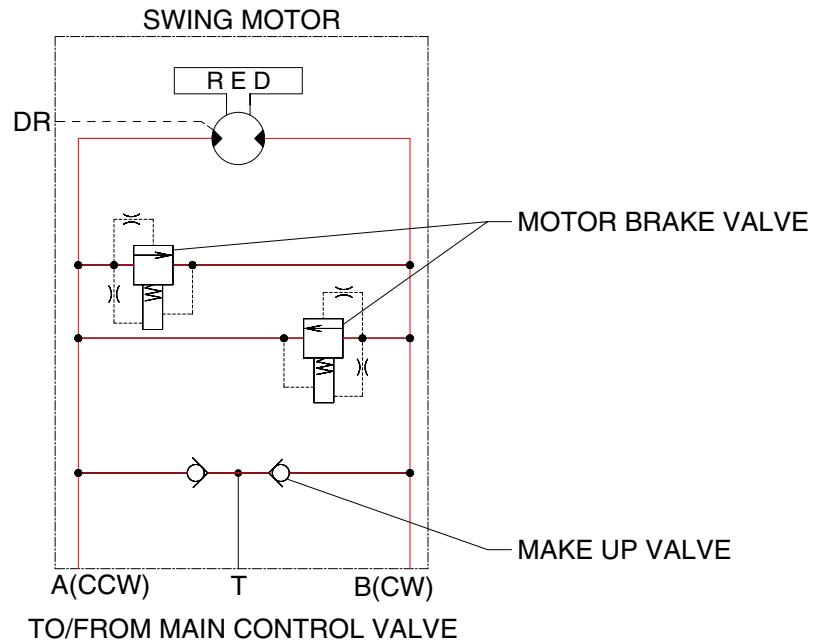 SWING MOTOR
R E D
DR
MOTOR BRAKE VALVE
MAKE UP VALVE
A(CCW) T B(CW)
TO/FROM MAIN CONTROL VALVE